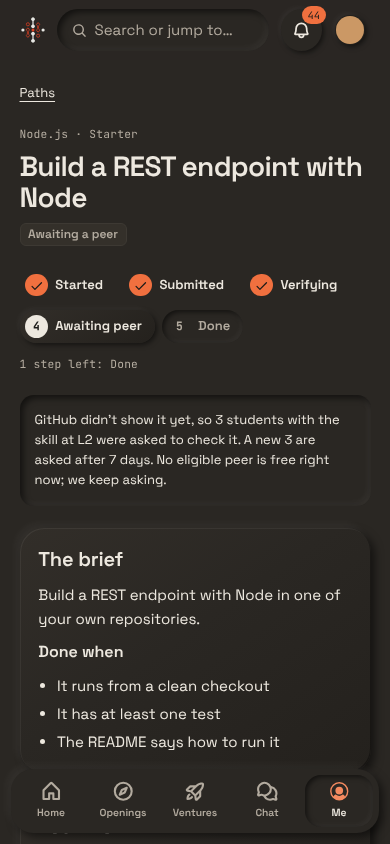 44
Search or jump to...
Paths
Node.js · Starter
Build a REST endpoint with
Node
Awaiting a peer
Started
Submitted
Verifying
4 Awaiting peer
5 Done
1 step left: Done
GitHub didn't show it yet, so 3 students with the
skill at L2 were asked to check it. A new 3 are
asked after 7 days. No eligible peer is free right
now; we keep asking.
The brief
Build a REST endpoint with Node in one of
your own repositories.
Done when
• It runs from a clean checkout
• It has at least one test
• The README says how to run it
Home
Openings
Ventures
Chat
Me